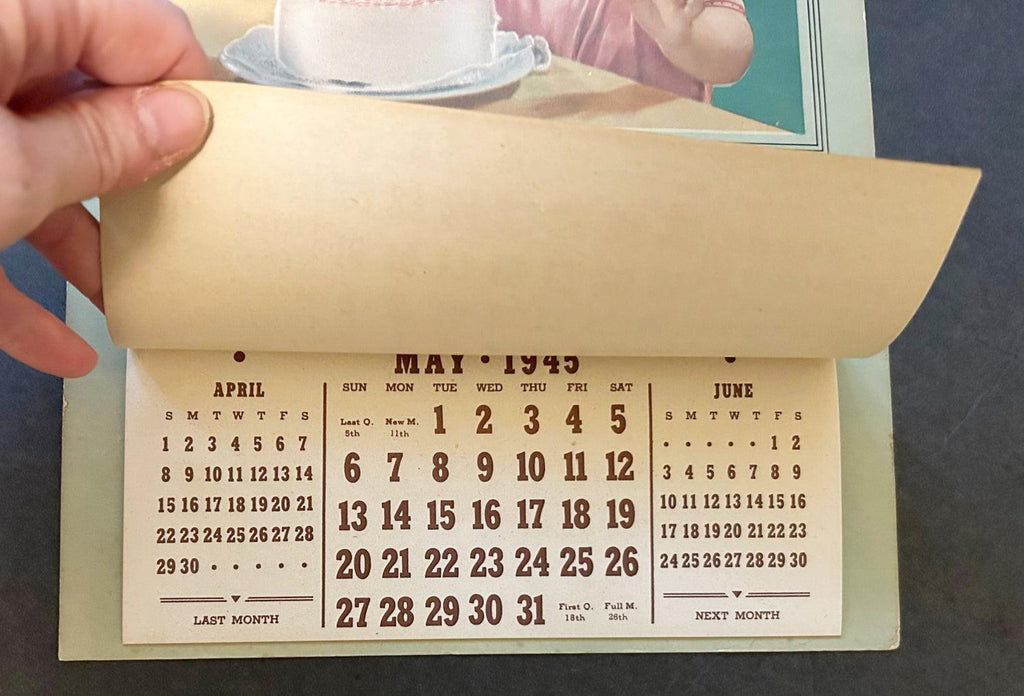 MAY • 1945
APRIL
S M T W T F S
1 2 3 4 5 6 7
8 9 10 11 12 13 14
15 16 17 18 19 20 21
22 23 24 25 26 27 28
29 30 • • • • •
LAST MONTH
SUN MON TUE WED THU FRI SAT
Last Q. 5th New M. 11th 1 2 3 4 5
6 7 8 9 10 11 12
13 14 15 16 17 18 19
20 21 22 23 24 25 26
27 28 29 30 31 First Q. 18th Full M. 26th
JUNE
S M T W T F S
• • • • • 1 2
3 4 5 6 7 8 9
10 11 12 13 14 15 16
17 18 19 20 21 22 23
24 25 26 27 28 29 30
NEXT MONTH